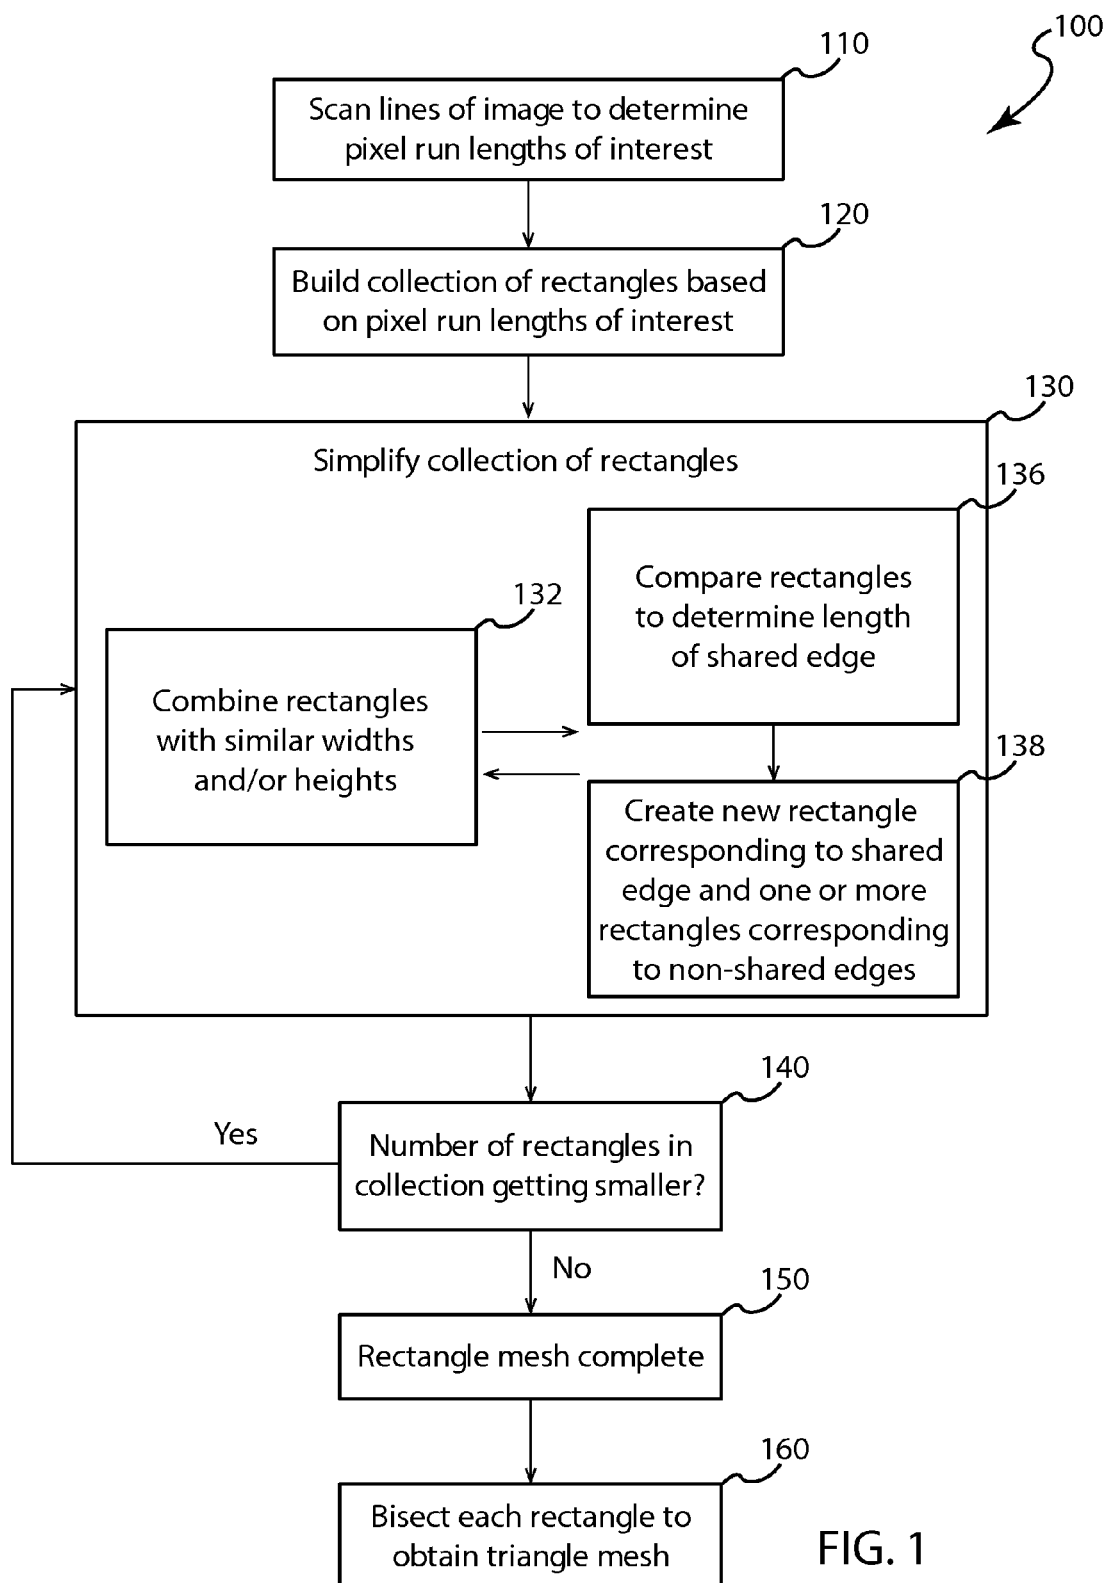 100
110
Scan lines of image to determine
pixel run lengths of interest
120
Build collection of rectangles based
on pixel run lengths of interest
130
Simplify collection of rectangles
136
Compare rectangles
to determine length
of shared edge
132
Combine rectangles
with similar widths
and/or heights
138
Create new rectangle
corresponding to shared
edge and one or more
rectangles corresponding
to non-shared edges
140
Number of rectangles in
collection getting smaller?
Yes
No
150
Rectangle mesh complete
160
Bisect each rectangle to
obtain triangle mesh
FIG. 1